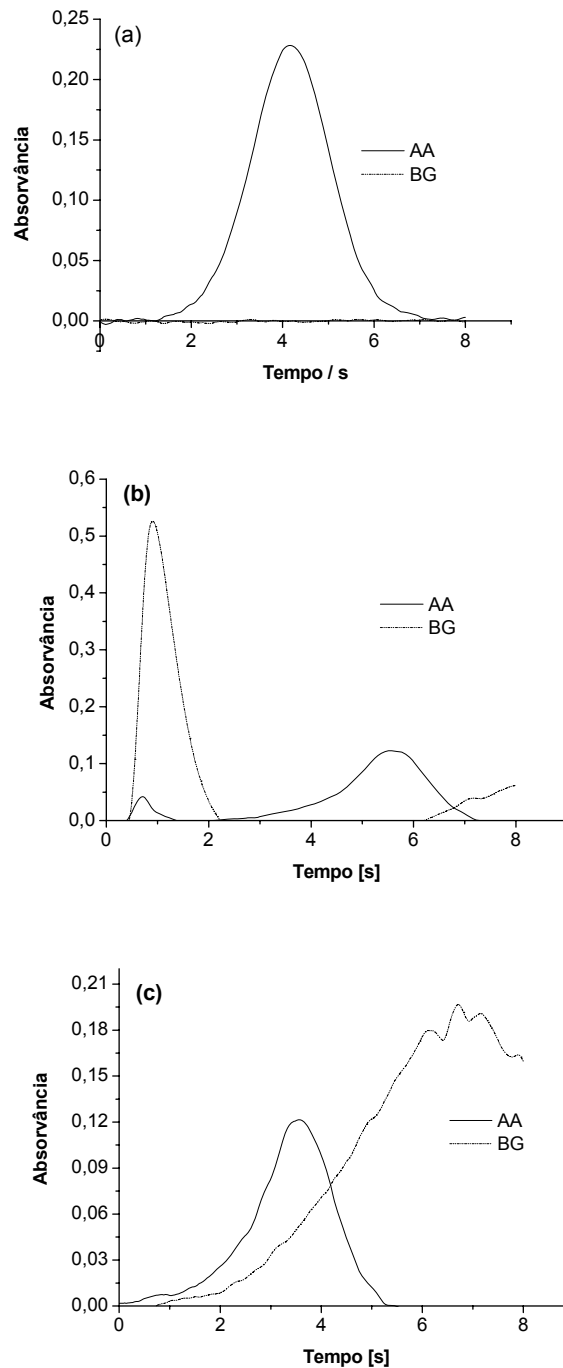 (a)
0,25
0,20
0,15
0,10
0,05
0,00
Absorvância
AA
BG
0 2 4 6 8
Tempo / s
(b)
0,6
0,5
0,4
0,3
0,2
0,1
0,0
Absorvância
AA
BG
0 2 4 6 8
Tempo [s]
(c)
0,21
0,18
0,15
0,12
0,09
0,06
0,03
0,00
Absorvância
AA
BG
0 2 4 6 8
Tempo [s]